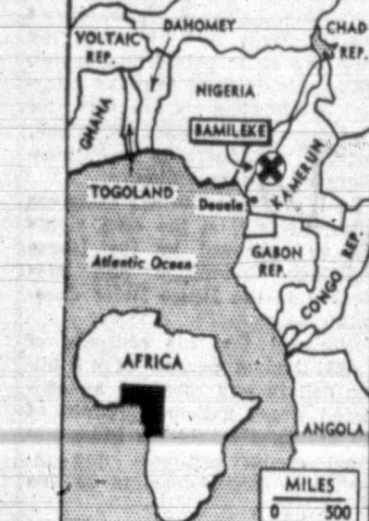 DAHOMEY
CHAD
REP.
VOLTAIC
REP.
NIGERIA
GHANA
BAMILEKE
KAMERUN
TOGOLAND
Douala
Atlantic Ocean
GABON
REP.
CONGO REP.
AFRICA
ANGOLA
MILES
0 300